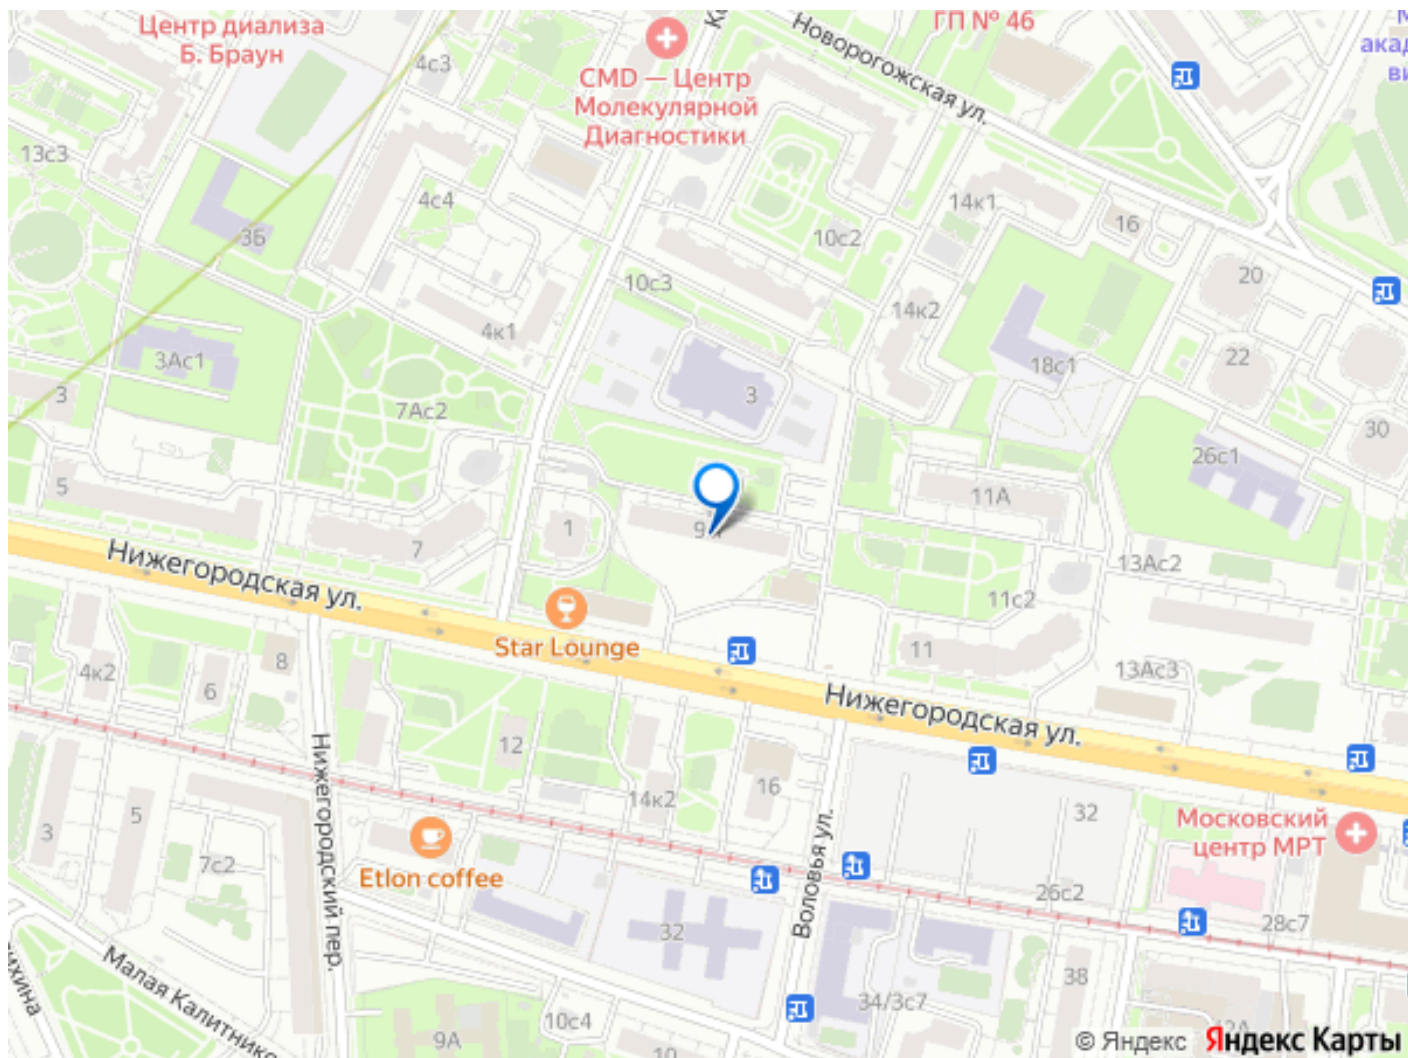 Центр диализа
Б. Браун
4с3
CMD — Центр
Молекулярной
Диагностики
Новорогожская ул.
ГП № 46
13с3
3Б
4с4
10с2
14к1
16
20
10с3
14к2
4к1
3Ас1
3
7Ас2
3
18с1
22
30
26с1
5
7
1
11А
Нижегородская ул.
13Ас2
11с2
Star Lounge
11
13Ас3
4к2
6
8
12
14к2
16
Нижегородская ул.
Нижегородский пер.
Воловья ул.
32
Московский
центр МРТ
3
5
7с2
Etlon coffee
32
26с2
28с7
38
34/3с7
Малая Калитнико
9А
10с4
10
12А
© Яндекс Яндекс Карты